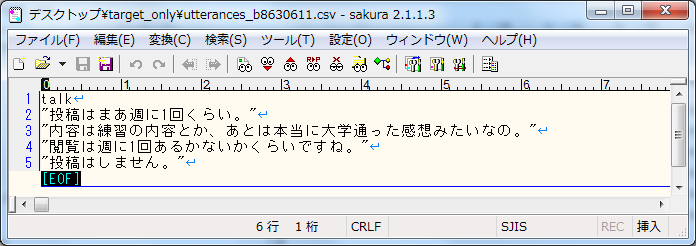 デスクトップ¥target_only¥utterances_b8630611.csv - sakura 2.1.1.3
ファイル(F) 編集(E) 変換(C) 検索(S) ツール(T) 設定(O) ウィンドウ(W) ヘルプ(H)
0 1 2 3 4 5 6 7
1 talk↵
2 "投稿はまあ週に1回くらい。"↵
3 "内容は練習の内容とか、あとは本当に大学通った感想みたいなの。"↵
4 "閲覧は週に1回あるかないかくらいですね。"↵
5 "投稿はしません。"↵
[EOF]
6 行 1 桁 CRLF SJIS REC 挿入